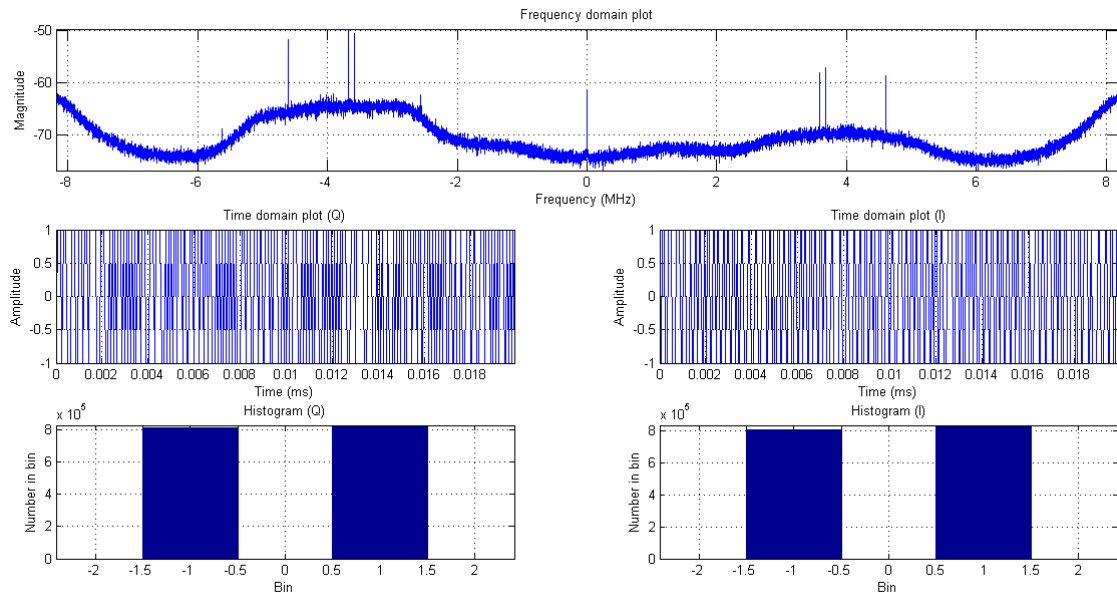 Frequency domain plot
Magnitude
-50
-60
-70
-8 -6 -4 -2 0 2 4 6 8
Frequency (MHz)
Time domain plot (Q)
Amplitude
1
0.5
0
-0.5
-1
0 0.002 0.004 0.006 0.008 0.01 0.012 0.014 0.016 0.018
Time (ms)
Time domain plot (I)
Amplitude
1
0.5
0
-0.5
-1
0 0.002 0.004 0.006 0.008 0.01 0.012 0.014 0.016 0.018
Time (ms)
Histogram (Q)
x 10^5
Number in bin
8
6
4
2
0
-2 -1.5 -1 -0.5 0 0.5 1 1.5 2
Bin
Histogram (I)
x 10^5
Number in bin
8
6
4
2
0
-2 -1.5 -1 -0.5 0 0.5 1 1.5 2
Bin